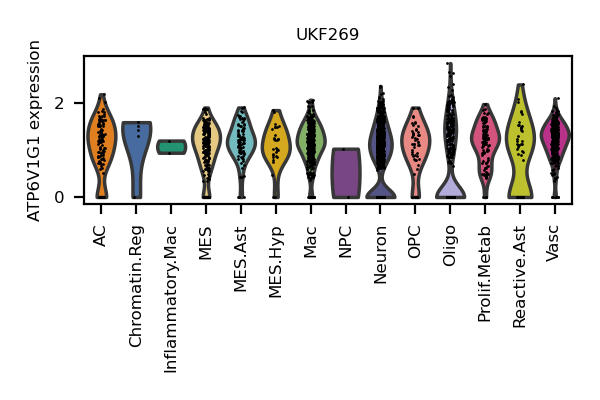 UKF269
ATP6V1G1 expression
2
0
AC
Chromatin.Reg
Inflammatory.Mac
MES
MES.Ast
MES.Hyp
Mac
NPC
Neuron
OPC
Oligo
Prolif.Metab
Reactive.Ast
Vasc